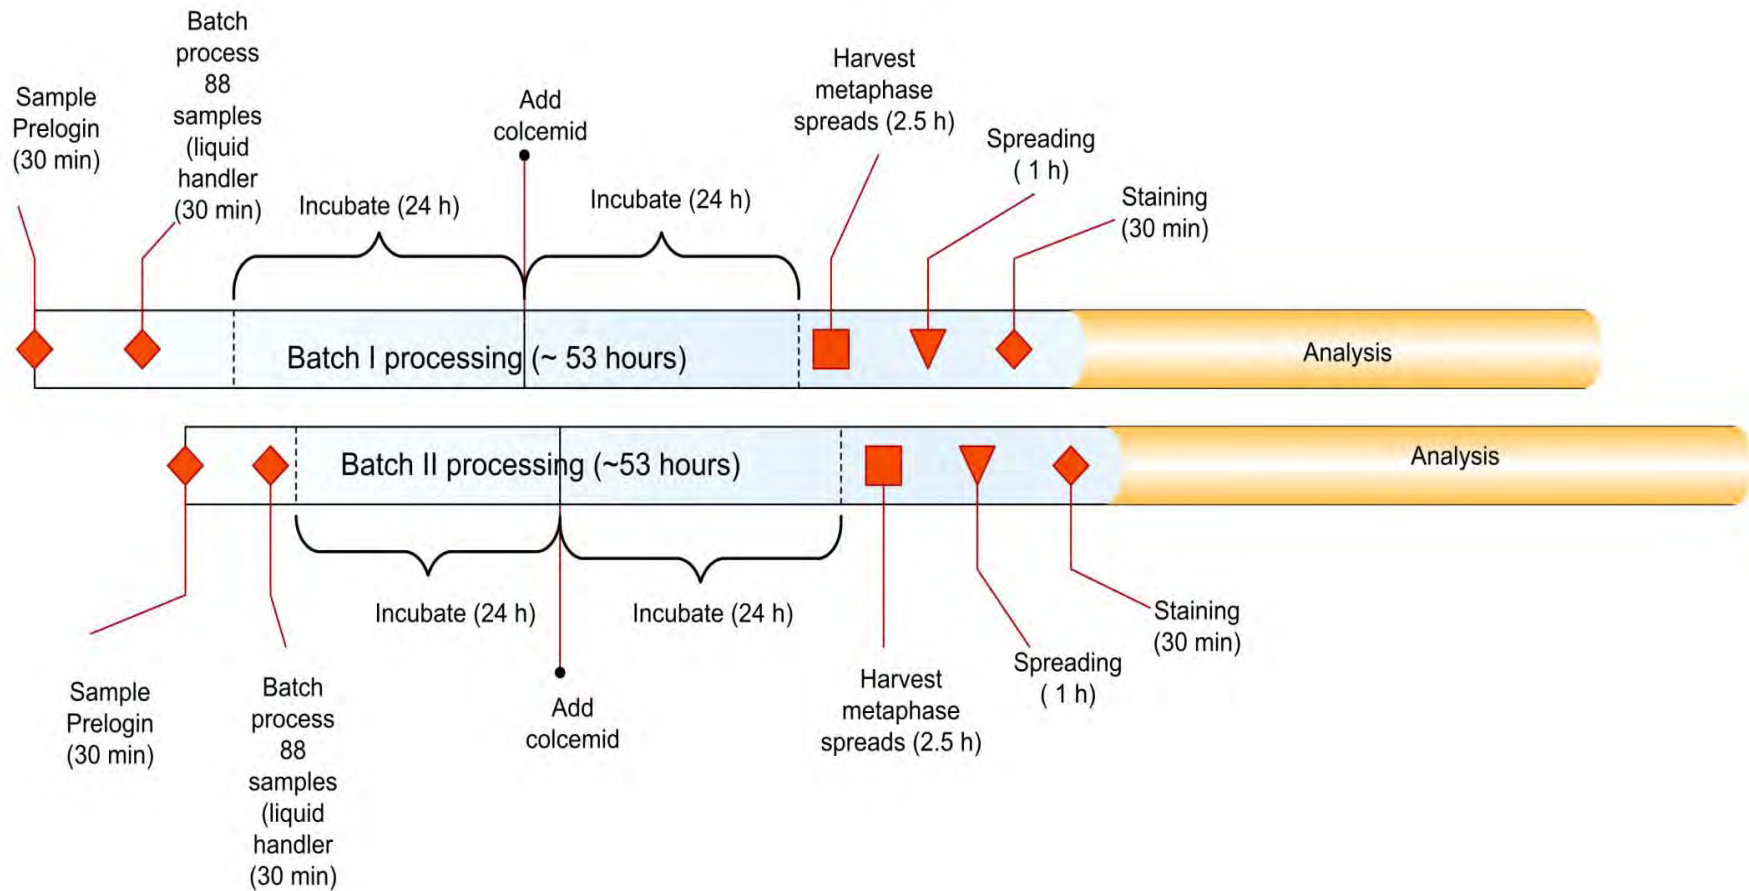 Sample
Prelogin
(30 min)
Batch
process
88
samples
(liquid
handler
(30 min)
Incubate (24 h)
Add
colcemid
Incubate (24 h)
Harvest
metaphase
spreads (2.5 h)
Spreading
( 1 h)
Staining
(30 min)
Batch I processing (~ 53 hours)
Analysis
Batch II processing (~53 hours)
Analysis
Sample
Prelogin
(30 min)
Batch
process
88
samples
(liquid
handler
(30 min)
Incubate (24 h)
Add
colcemid
Incubate (24 h)
Harvest
metaphase
spreads (2.5 h)
Spreading
( 1 h)
Staining
(30 min)